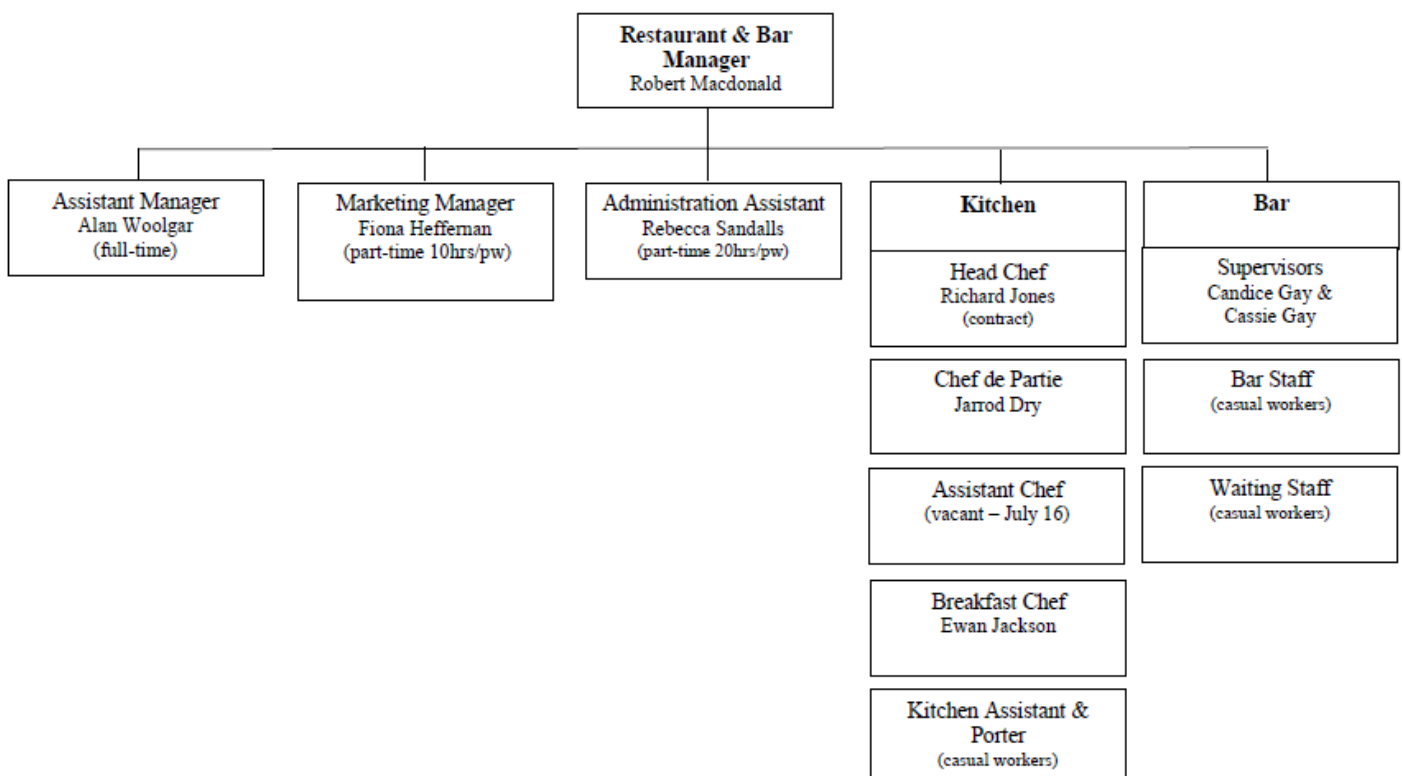 Restaurant & Bar
Manager
Robert Macdonald
Assistant Manager
Alan Woolgar
(full-time)
Marketing Manager
Fiona Heffernan
(part-time 10hrs/pw)
Administration Assistant
Rebecca Sandalls
(part-time 20hrs/pw)
Kitchen
Head Chef
Richard Jones
(contract)
Chef de Partie
Jarrod Dry
Assistant Chef
(vacant – July 16)
Breakfast Chef
Ewan Jackson
Kitchen Assistant &
Porter
(casual workers)
Bar
Supervisors
Candice Gay &
Cassie Gay
Bar Staff
(casual workers)
Waiting Staff
(casual workers)